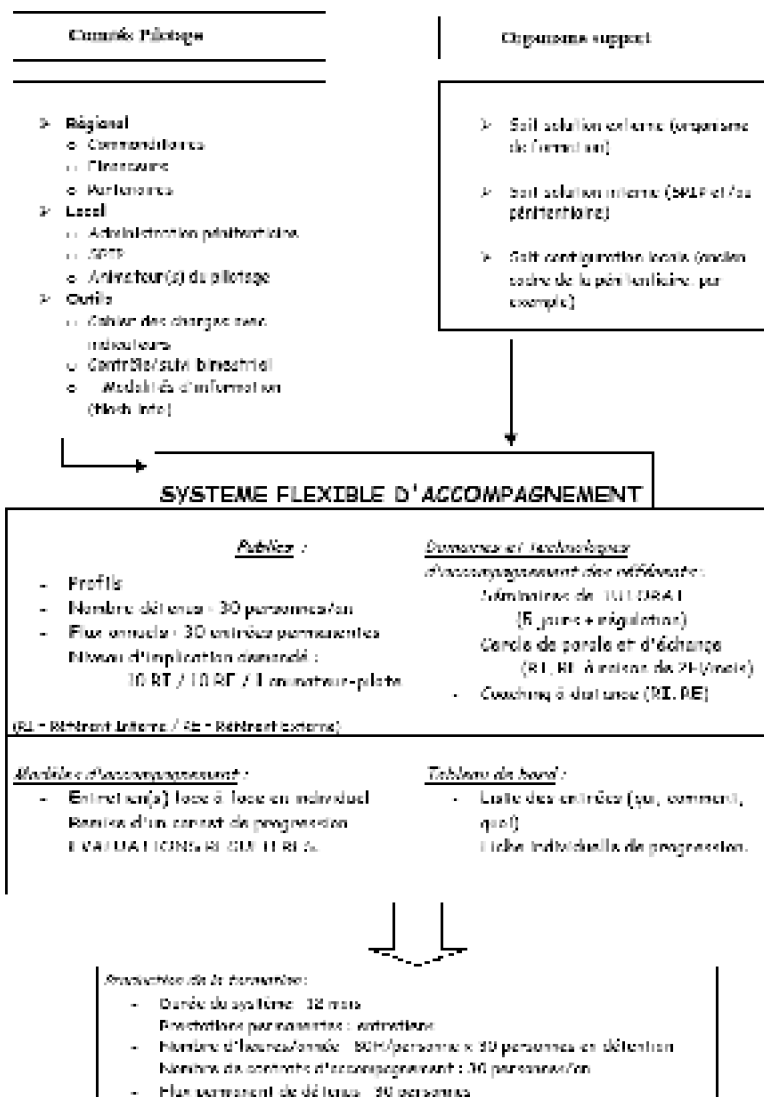 Comités Pilotage
Organisme support
➢ Régional
o Commanditaires
o Financeurs
o Partenaires
➢ Local
o Administration pénitentiaire
o SPIP
o Animateur(s) du pilotage
➢ Outils
o Cahier des charges avec
indicateurs
o Contrôle/suivi bimestriel
o Modalités d'information
(flash info)
➢ Soit solution externe (organisme
de formation)
➢ Soit solution interne (SPIP et/ou
pénitentiaire)
➢ Soit configuration locale (ancien
cadre de la pénitentiaire, par
exemple)
SYSTEME FLEXIBLE D'ACCOMPAGNEMENT
Publics :
- Profils
- Nombre détenus : 30 personnes/an
- Flux annuels : 30 entrées permanentes
Niveau d'implication demandé :
10 RI / 10 RE / 1 animateur-pilote
(RI = Référent Interne / RE = Référent Externe)
Domaines et technologies
d'accompagnement des référents :
Séminaires de TUTORAT
(5 jours + régulation)
Cercle de parole et d'échange
(RI, RE à raison de 2H/mois)
- Coaching à distance (RI, RE)
Modèles d'accompagnement :
- Entretien(s) face à face en individuel
Remise d'un carnet de progression
EVALUATIONS REGULIERES.
Tableau de bord :
- Liste des entrées (qui, comment,
quoi)
Fiche individuelle de progression.
Production de la formation :
- Durée du système : 12 mois
Prestations permanentes : entretiens
- Nombre d'heures/année : 80H/personne x 30 personnes en détention
Nombre de contrats d'accompagnement : 30 personnes/an
- Flux permanent de détenus : 30 personnes